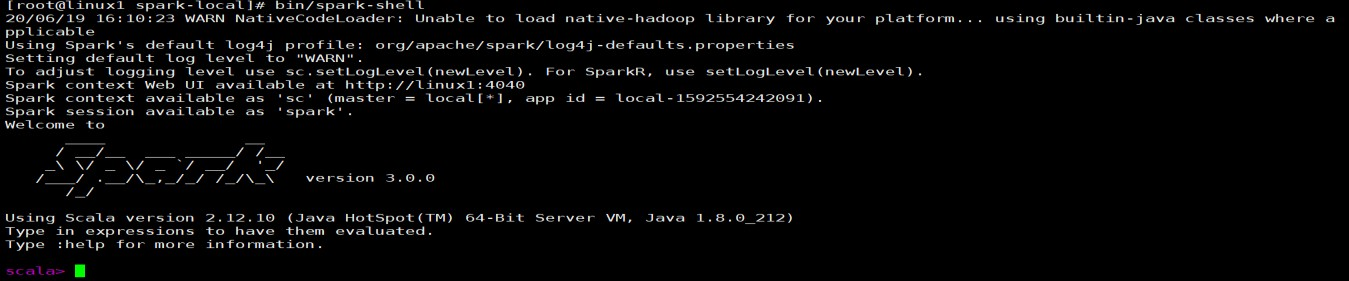 [root@linux1 spark-local]# bin/spark-shell
20/06/19 16:10:23 WARN NativeCodeLoader: Unable to load native-hadoop library for your platform... using builtin-java classes where a
pplicable
Using Spark's default log4j profile: org/apache/spark/log4j-defaults.properties
Setting default log level to "WARN".
To adjust logging level use sc.setLogLevel(newLevel). For SparkR, use setLogLevel(newLevel).
Spark context Web UI available at http://linux1:4040
Spark context available as 'sc' (master = local[*], app id = local-1592554242091).
Spark session available as 'spark'.
Welcome to
Spark version 3.0.0
Using Scala version 2.12.10 (Java HotSpot(TM) 64-Bit Server VM, Java 1.8.0_212)
Type in expressions to have them evaluated.
Type :help for more information.
scala>